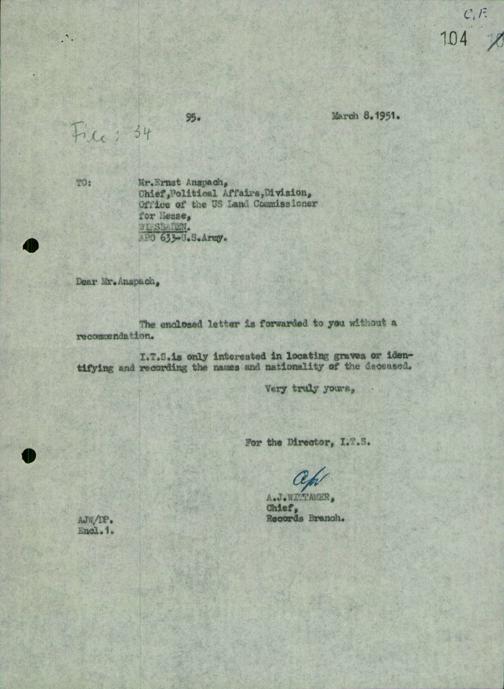 C.F.
104
95.
March 8.1951.
File: 34
TO:
Mr.Ernst Anspach,
Chief,Political Affairs,Division,
Office of the US Land Commissioner
for Hesse,
WIESBADEN.
APO 633-U.S.Army.
Dear Mr.Anspach,
The enclosed letter is forwarded to you without a
recommendation.
I.T.S.is only interested in locating graves or iden-
tifying and recording the names and nationality of the deceased.
Very truly yours,
For the Director, I.T.S.
A.J.WITTAMER,
Chief,
Records Branch.
AJW/DP.
Encl.1.